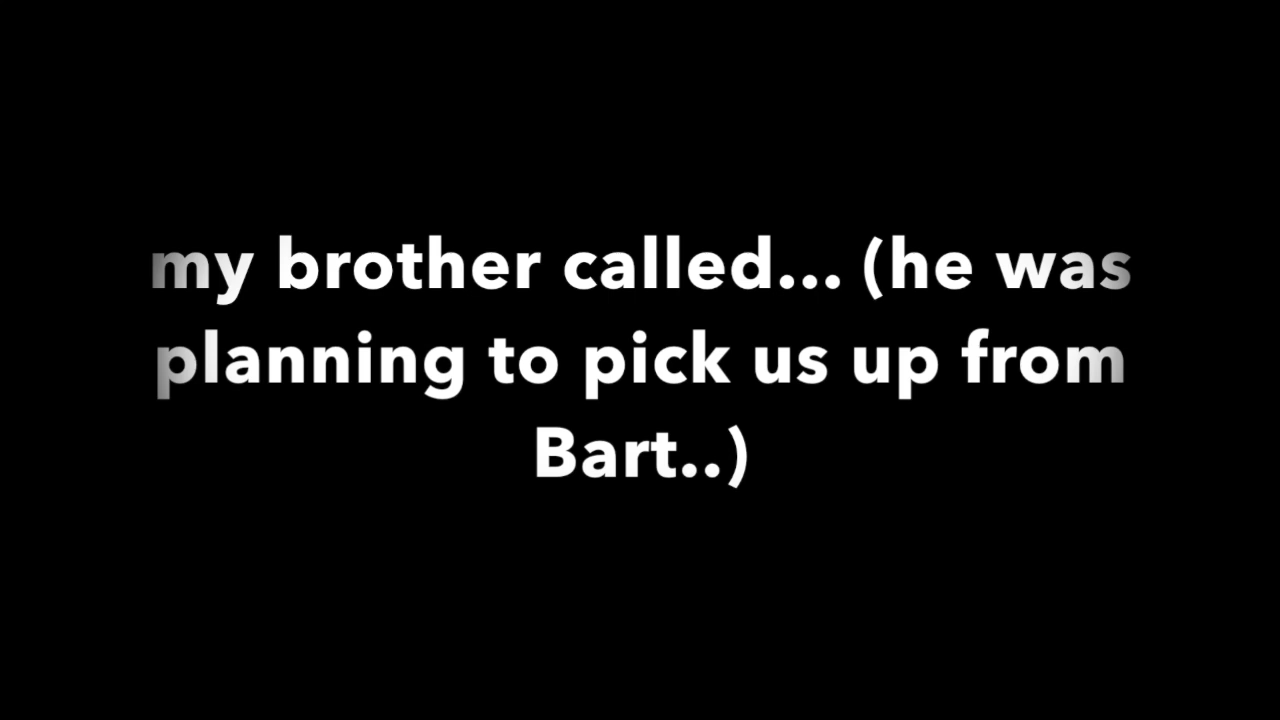 my brother called... (he was
planning to pick us up from
Bart..)